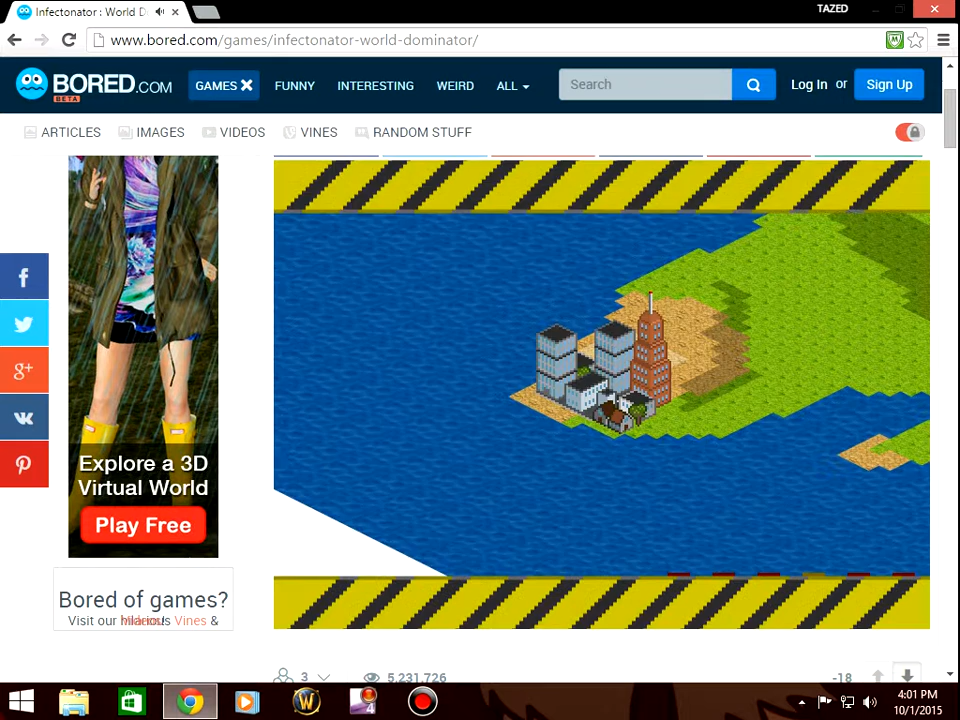 Infectonator : World D
TAZED
www.bored.com/games/infectonator-world-dominator/
BORED.COM
BETA
GAMES
FUNNY
INTERESTING
WEIRD
ALL
Search
Log In or Sign Up
ARTICLES
IMAGES
VIDEOS
VINES
RANDOM STUFF
Explore a 3D
Virtual World
Play Free
Bored of games?
Visit our Vines &
3
5,231,726
-18
4:01 PM
10/1/2015